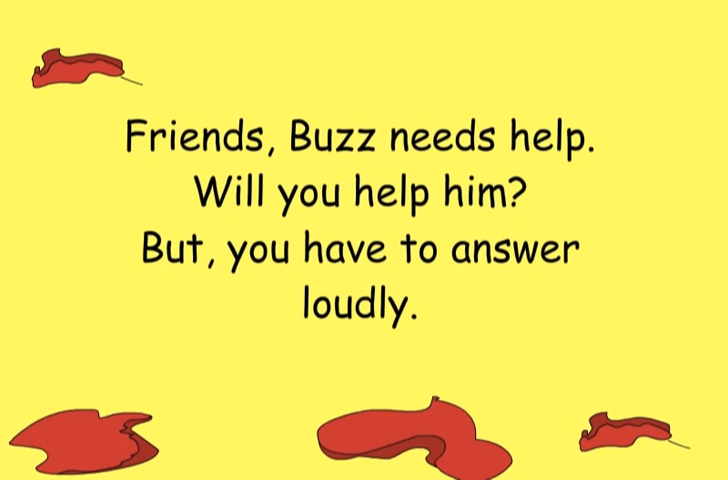 Friends, Buzz needs help.
Will you help him?
But, you have to answer
loudly.